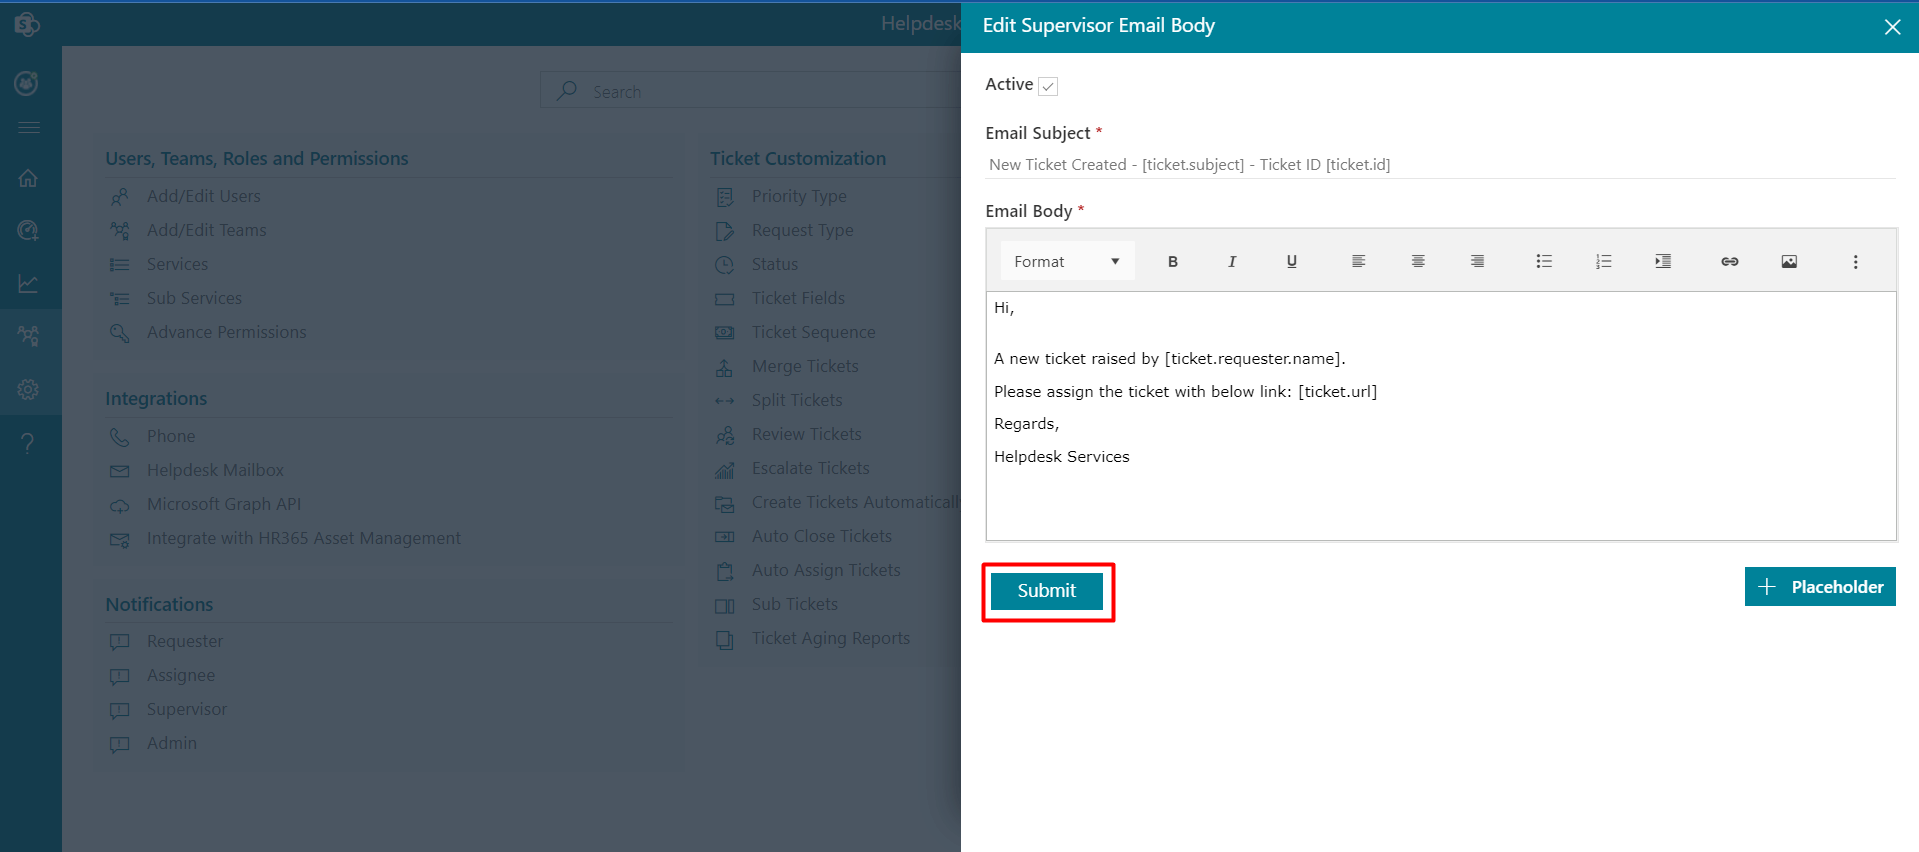 Helpdesk
Search
Users, Teams, Roles and Permissions
Add/Edit Users
Add/Edit Teams
Services
Sub Services
Advance Permissions
Integrations
Phone
Helpdesk Mailbox
Microsoft Graph API
Integrate with HR365 Asset Management
Notifications
Requester
Assignee
Supervisor
Admin
Ticket Customization
Priority Type
Request Type
Status
Ticket Fields
Ticket Sequence
Merge Tickets
Split Tickets
Review Tickets
Escalate Tickets
Create Tickets Automaticall
Auto Close Tickets
Auto Assign Tickets
Sub Tickets
Ticket Aging Reports
Edit Supervisor Email Body
Active
Email Subject *
New Ticket Created - [ticket.subject] - Ticket ID [ticket.id]
Email Body *
Format B I U
Hi,
A new ticket raised by [ticket.requester.name].
Please assign the ticket with below link: [ticket.url]
Regards,
Helpdesk Services
Submit
Placeholder